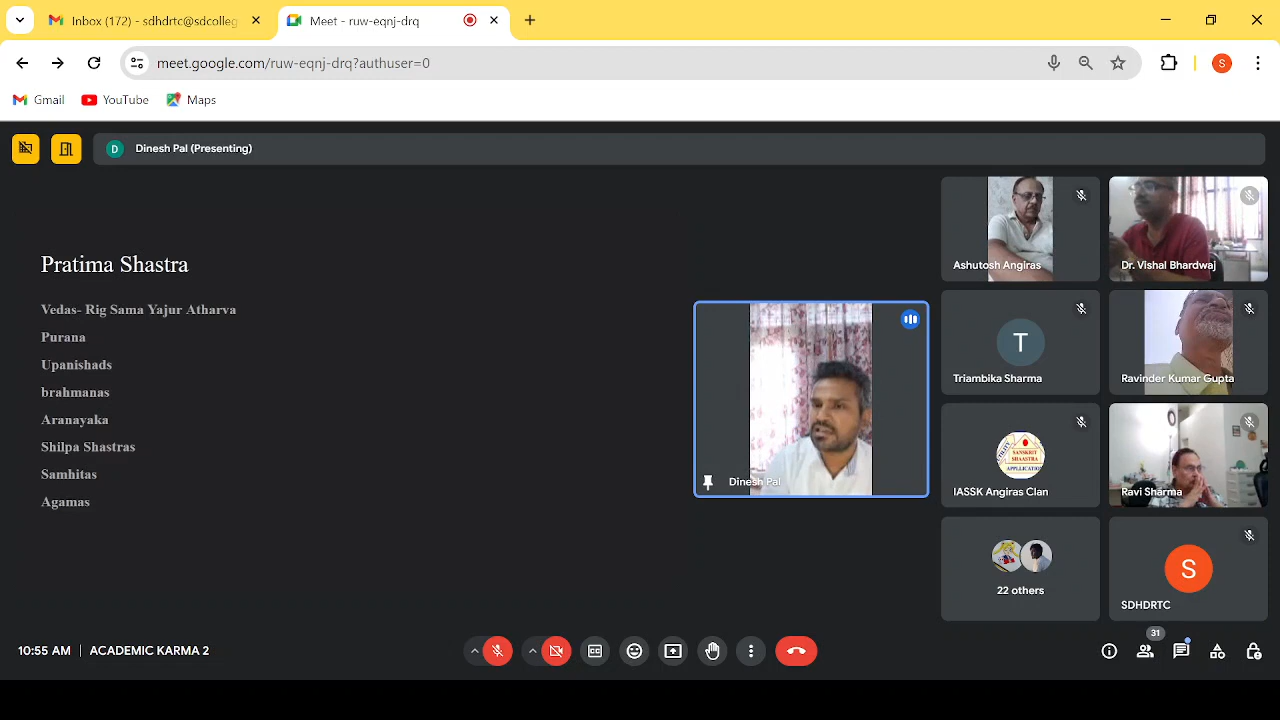 Inbox (172) - sdhdrtc@sdcolleg
Meet - ruw-eqnj-drq
meet.google.com/ruw-eqnj-drq?authuser=0
S
Gmail
YouTube
Maps
D
Dinesh Pal (Presenting)
Pratima Shastra
Vedas- Rig Sama Yajur Atharva
Purana
Upanishads
brahmanas
Aranayaka
Shilpa Shastras
Samhitas
Agamas
Dinesh Pal
Ashutosh Angiras
Dr. Vishal Bhardwaj
T
Triambika Sharma
Ravinder Kumar Gupta
SANSKRIT
SHAASTRA
APPLICATION
IASSK Angiras Clan
Ravi Sharma
22 others
S
SDHDRTC
10:55 AM | ACADEMIC KARMA 2
31